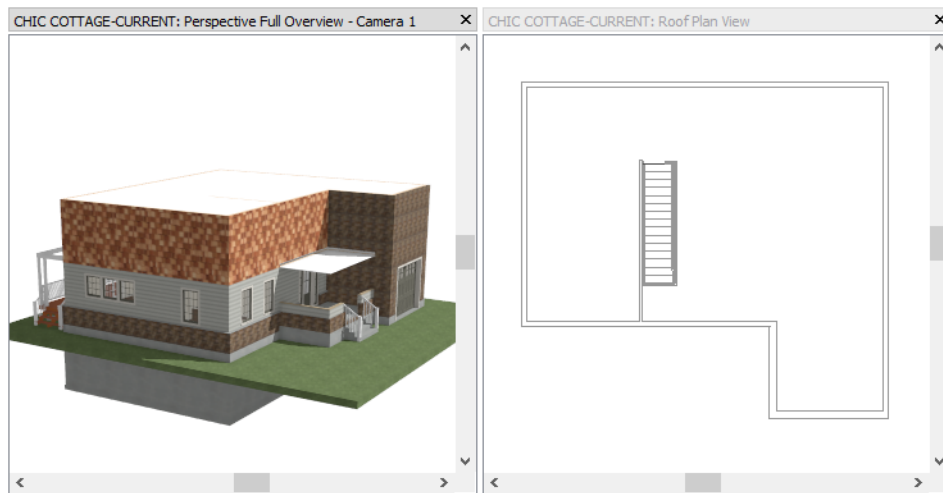 CHIC COTTAGE-CURRENT: Perspective Full Overview - Camera 1
CHIC COTTAGE-CURRENT: Roof Plan View